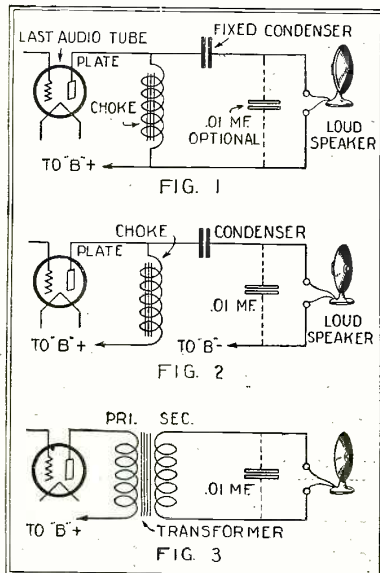 FIXED CONDENSER
LAST AUDIO TUBE
PLATE
CHOKE
.01 MF.
OPTIONAL
LOUD
SPEAKER
TO "B"+
FIG. 1
CHOKE
CONDENSER
PLATE
.01 MF.
LOUD
SPEAKER
TO "B"+
TO "B"-
FIG. 2
PRI. SEC.
.01 MF.
TO "B"+
TRANSFORMER
FIG. 3